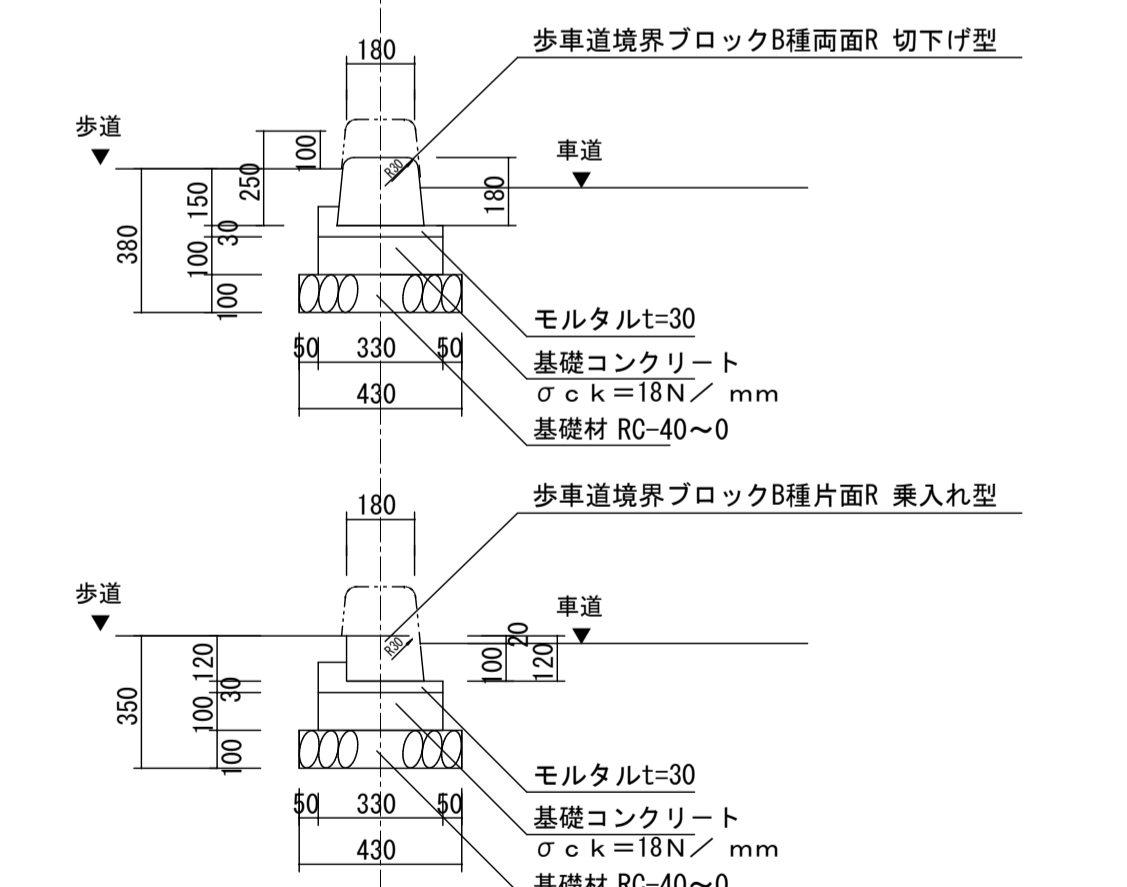 歩車道境界ブロックB種両面R 切下げ型
180
歩道
車道
100
250
150
R30
180
380
30
100
100
モルタルt=30
50 330 50
基礎コンクリート
σck=18N／mm
430
基礎材 RC-40～0
歩車道境界ブロックB種片面R 乗入れ型
180
歩道
車道
20
120
R30
100
120
350
30
100
100
モルタルt=30
50 330 50
基礎コンクリート
σck=18N／mm
430
基礎材 RC-40～0